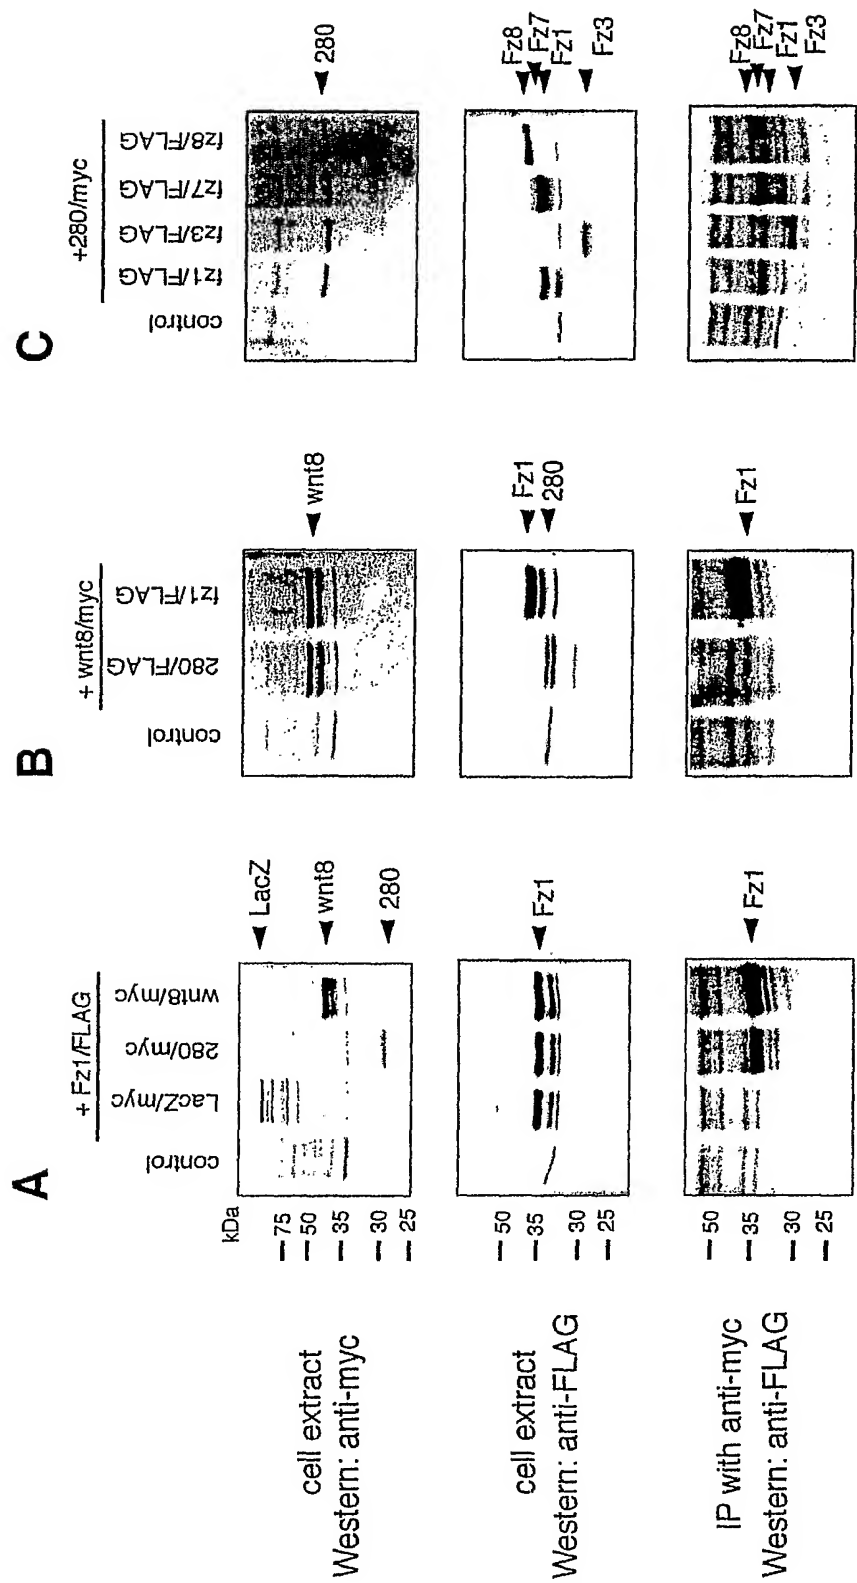 A
+ Fz1/FLAG
control
LacZ/myc
280/myc
wnt8/myc
kDa
75
50
35
30
25
cell extract
Western: anti-myc
LacZ
wnt8
280
50
35
30
25
cell extract
Western: anti-FLAG
Fz1
50
35
30
25
IP with anti-myc
Western: anti-FLAG
Fz1
B
+ wnt8/myc
control
280/FLAG
fz1/FLAG
wnt8
Fz1
280
Fz1
C
+280/myc
control
fz1/FLAG
fz3/FLAG
fz7/FLAG
fz8/FLAG
280
Fz8
Fz7
Fz1
Fz3
Fz8
Fz7
Fz1
Fz3